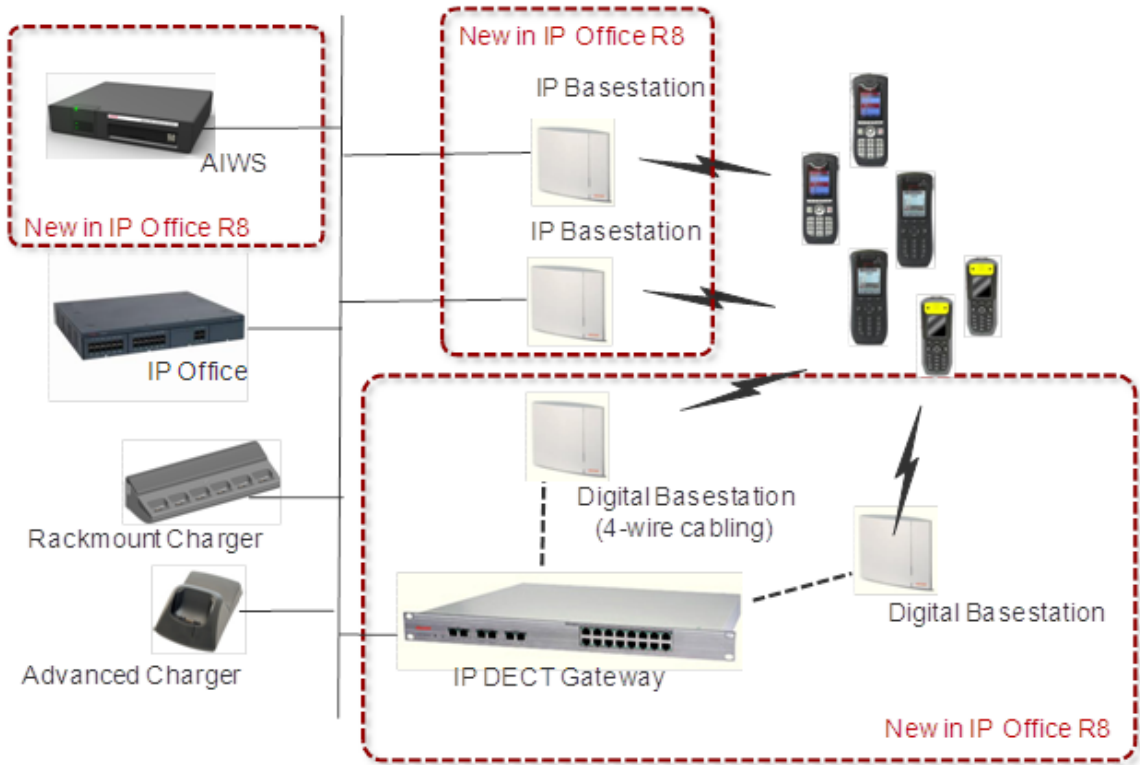 New in IP Office R8
IP Basestation
AIWS
New in IP Office R8
IP Basestation
IP Office
Rackmount Charger
Advanced Charger
Digital Basestation
(4-wire cabling)
Digital Basestation
IP DECT Gateway
New in IP Office R8